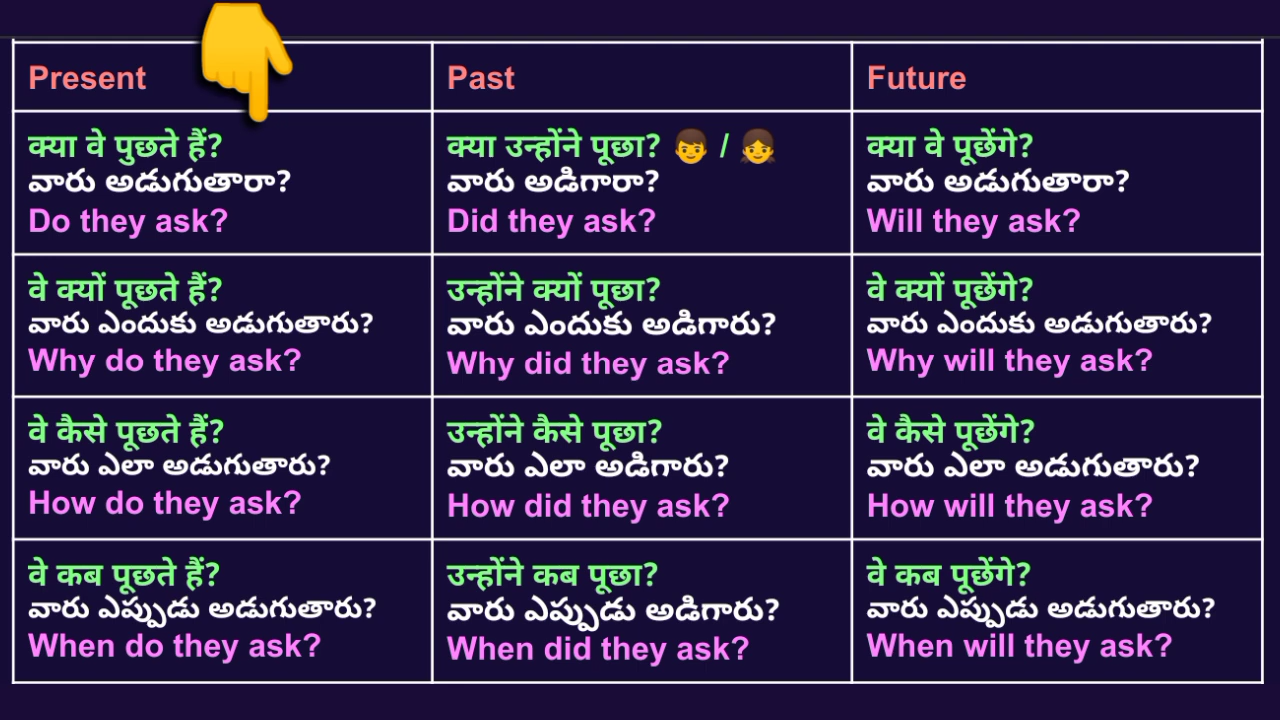 Present
Past
Future
क्या वे पुछते हैं?
వారు అడుగుతారా?
Do they ask?
क्या उन्होंने पूछा? 👦 / 👧
వారు అడిగారా?
Did they ask?
क्या वे पूछेंगे?
వారు అడుగుతారా?
Will they ask?
वे क्यों पूछते हैं?
వారు ఎందుకు అడుగుతారు?
Why do they ask?
उन्होंने क्यों पूछा?
వారు ఎందుకు అడిగారు?
Why did they ask?
वे क्यों पूछेंगे?
వారు ఎందుకు అడుగుతారు?
Why will they ask?
वे कैसे पूछते हैं?
వారు ఎలా అడుగుతారు?
How do they ask?
उन्होंने कैसे पूछा?
వారు ఎలా అడిగారు?
How did they ask?
वे कैसे पूछेंगे?
వారు ఎలా అడుగుతారు?
How will they ask?
वे कब पूछते हैं?
వారు ఎప్పుడు అడుగుతారు?
When do they ask?
उन्होंने कब पूछा?
వారు ఎప్పుడు అడిగారు?
When did they ask?
वे कब पूछेंगे?
వారు ఎప్పుడు అడుగుతారు?
When will they ask?